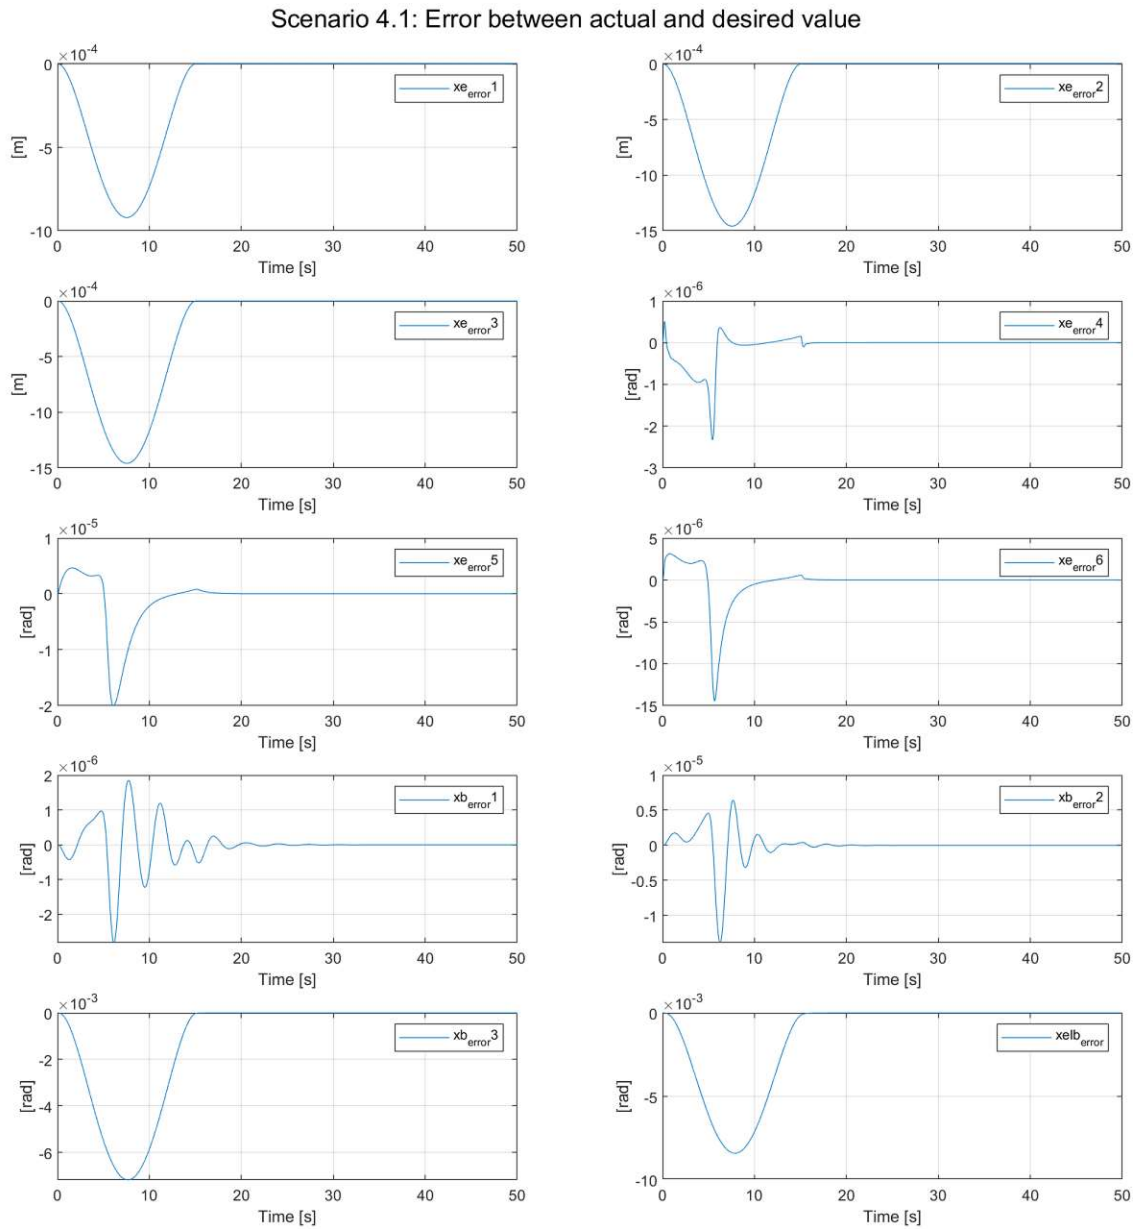 Scenario 4.1: Error between actual and desired value
×10⁻⁴
0
-5
-10
[m]
xe_error1
0 10 20 30 40 50
Time [s]
×10⁻⁴
0
-5
-10
-15
[m]
xe_error2
0 10 20 30 40 50
Time [s]
×10⁻⁴
0
-5
-10
-15
[m]
xe_error3
0 10 20 30 40 50
Time [s]
×10⁻⁶
1
0
-1
-2
-3
[rad]
xe_error4
0 10 20 30 40 50
Time [s]
×10⁻⁵
1
0
-1
-2
[rad]
xe_error5
0 10 20 30 40 50
Time [s]
×10⁻⁶
5
0
-5
-10
-15
[rad]
xe_error6
0 10 20 30 40 50
Time [s]
×10⁻⁶
2
1
0
-1
-2
[rad]
xb_error1
0 10 20 30 40 50
Time [s]
×10⁻⁵
1
0.5
0
-0.5
-1
[rad]
xb_error2
0 10 20 30 40 50
Time [s]
×10⁻³
0
-2
-4
-6
[rad]
xb_error3
0 10 20 30 40 50
Time [s]
×10⁻³
0
-5
-10
[rad]
xelb_error
0 10 20 30 40 50
Time [s]